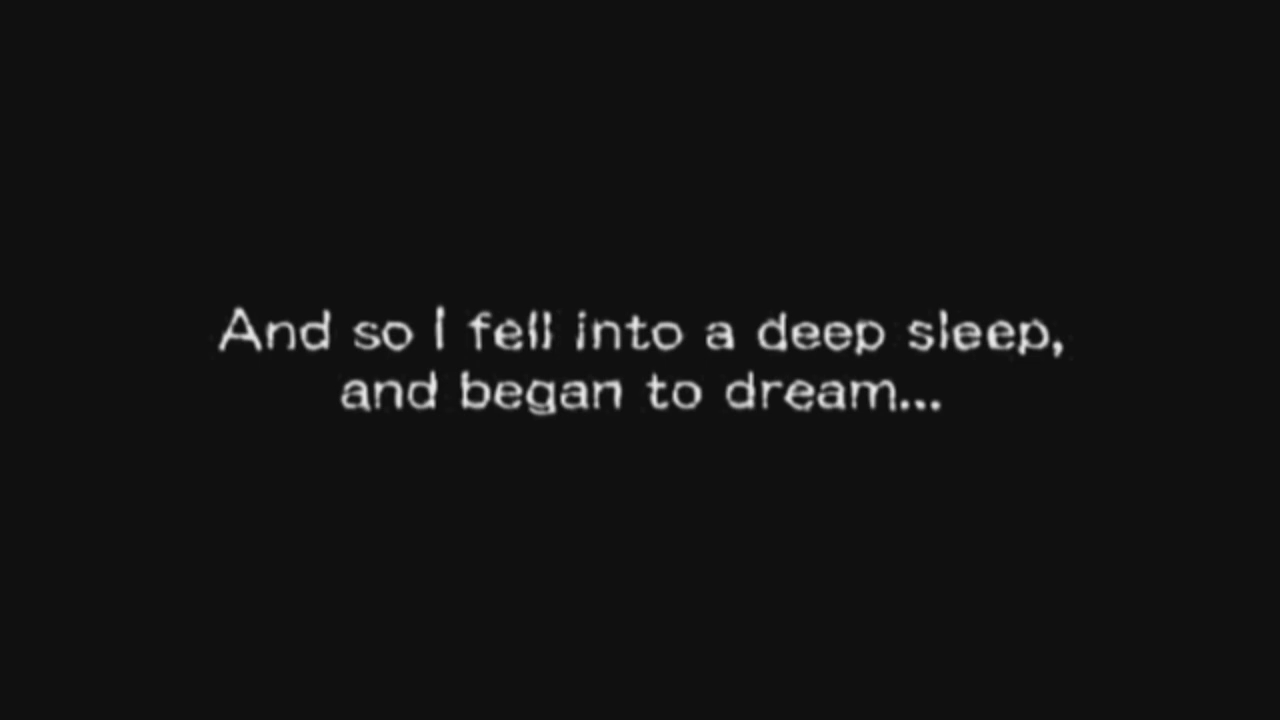 And so I fell into a deep sleep,
and began to dream...